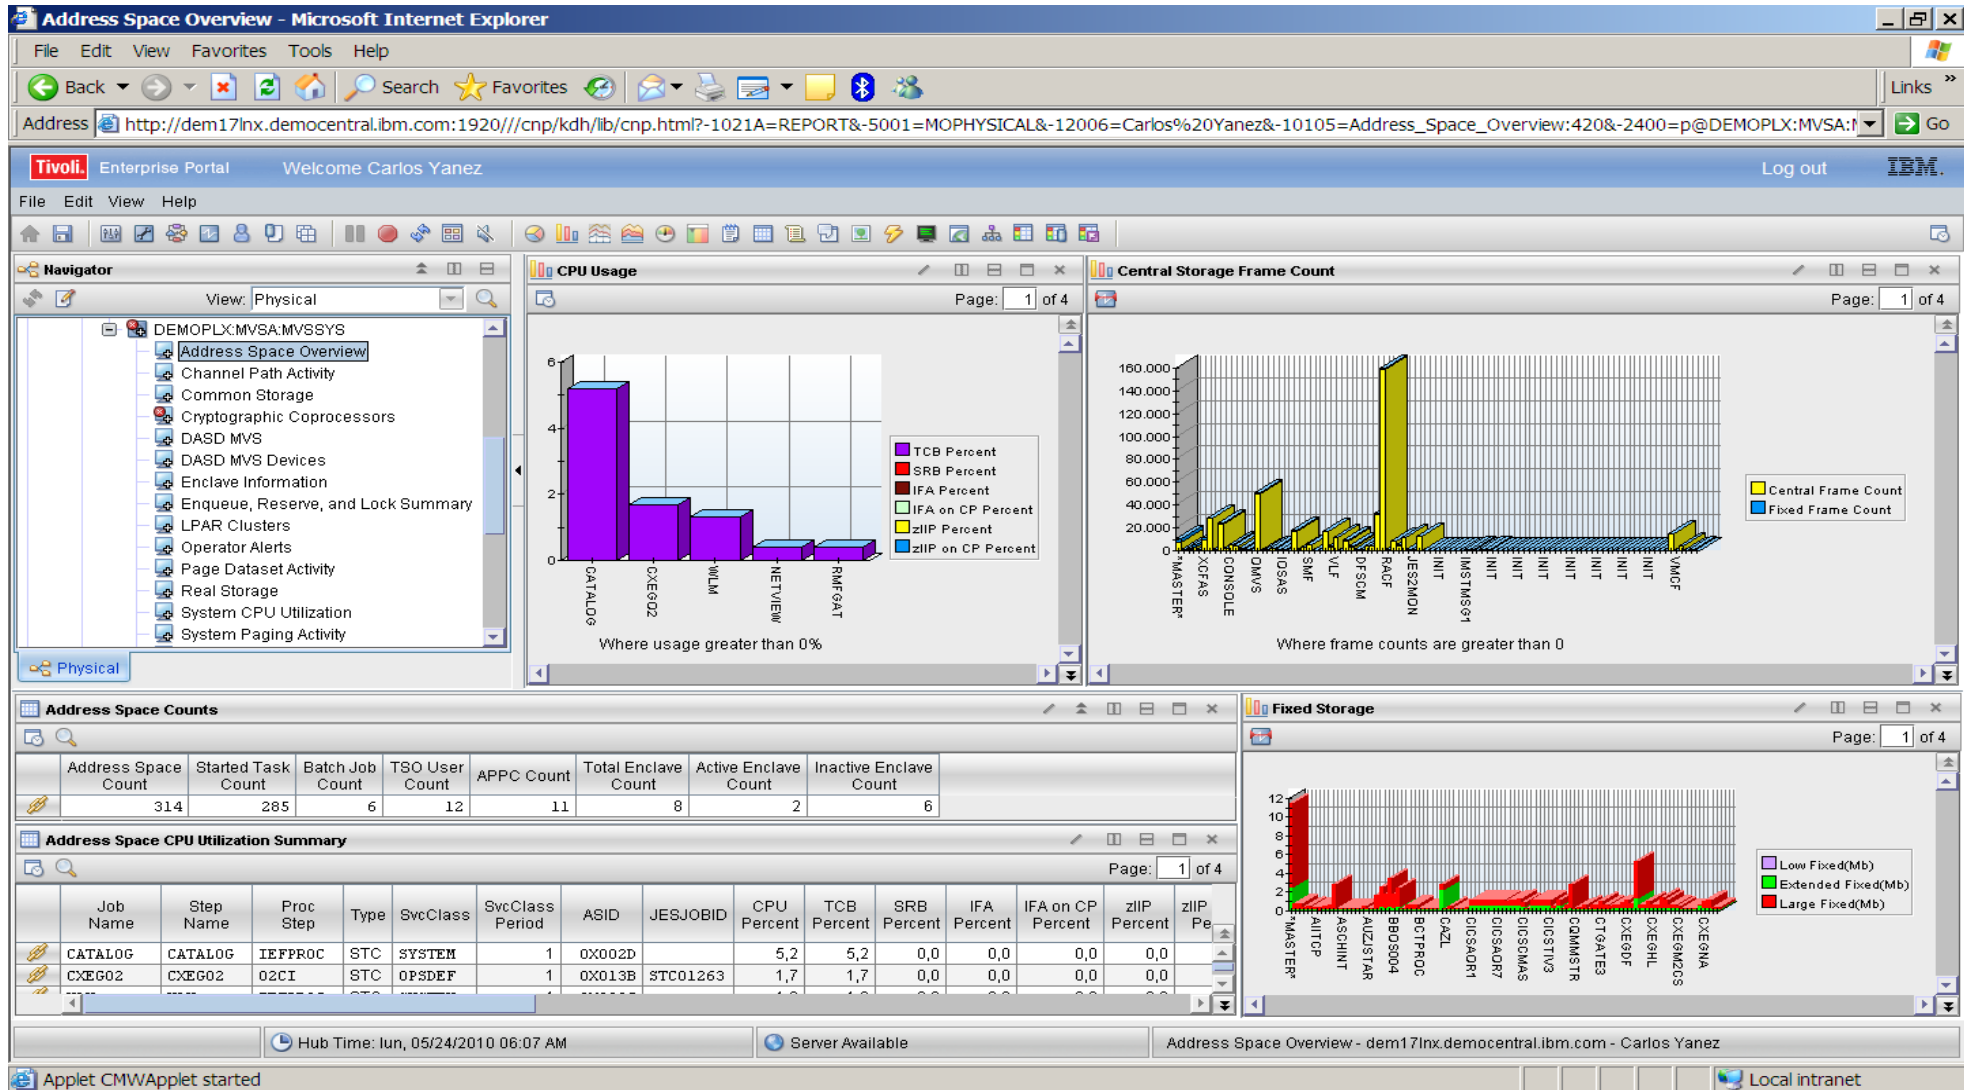 Address Space Overview - Microsoft Internet Explorer
File Edit View Favorites Tools Help
Back Search Favorites Links »
Address http://dem17lnx.democentral.ibm.com:1920///cnp/kdh/lib/cnp.html?-1021A=REPORT&-5001=MOPHYSICAL&-12006=Carlos%20Yanez&-10105=Address_Space_Overview:420&-2400=p@DEMOPLX:MVSA: Go
Tivoli. Enterprise Portal Welcome Carlos Yanez Log out IBM.
File Edit View Help
Navigator
View: Physical
DEMOPLX:MVSA:MVSSYS
Address Space Overview
Channel Path Activity
Common Storage
Cryptographic Coprocessors
DASD MVS
DASD MVS Devices
Enclave Information
Enqueue, Reserve, and Lock Summary
LPAR Clusters
Operator Alerts
Page Dataset Activity
Real Storage
System CPU Utilization
System Paging Activity
Physical
CPU Usage
Page: 1 of 4
6
4
2
0
CATALOG
CXEGO2
WLM
NETVIEW
RMFGAT
TCB Percent
SRB Percent
IFA Percent
IFA on CP Percent
zIIP Percent
zIIP on CP Percent
Where usage greater than 0%
Central Storage Frame Count
Page: 1 of 4
160.000
140.000
120.000
100.000
80.000
60.000
40.000
20.000
0
*MASTER*
XCFAS
CONSOLE
OMVS
IOSAS
SMF
VLF
DFSCM
RACF
JES2MON
INIT
IMSTMSG1
INIT
INIT
INIT
INIT
INIT
INIT
INIT
VMCF
Central Frame Count
Fixed Frame Count
Where frame counts are greater than 0
Address Space Counts
Address Space Count Started Task Count Batch Job Count TSO User Count APPC Count Total Enclave Count Active Enclave Count Inactive Enclave Count
314 285 6 12 11 8 2 6
Address Space CPU Utilization Summary
Page: 1 of 4
Job Name Step Name Proc Step Type SvcClass SvcClass Period ASID JESJOBID CPU Percent TCB Percent SRB Percent IFA Percent IFA on CP Percent zIIP Percent zIIP Pe
CATALOG CATALOG IEFPROC STC SYSTEM 1 0X002D 5,2 5,2 0,0 0,0 0,0 0,0
CXEGO2 CXEGO2 O2CI STC OPSDEF 1 0X013B STC01263 1,7 1,7 0,0 0,0 0,0 0,0
Fixed Storage
Page: 1 of 4
12
10
8
6
4
2
0
*MASTER*
AIITCP
ASCHINT
AUZISTAR
BBOS004
BCTPROC
CAZL
CICSAOR1
CICSAOR7
CICSCMAS
CICSTIV3
CQMMSTR
CTGATE3
CXEGDF
CXEGHL
CXEGM2CS
CXEGNA
Low Fixed(Mb)
Extended Fixed(Mb)
Large Fixed(Mb)
Hub Time: lun, 05/24/2010 06:07 AM Server Available Address Space Overview - dem17lnx.democentral.ibm.com - Carlos Yanez
Applet CMWApplet started Local intranet